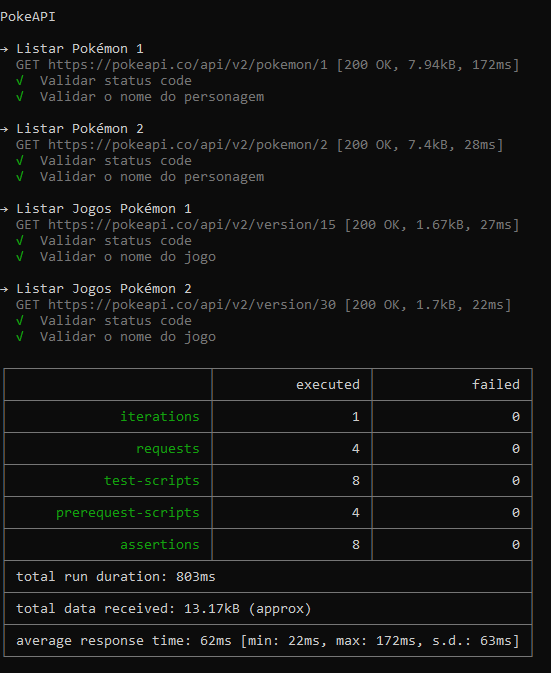 PokeAPI
→ Listar Pokémon 1
GET https://pokeapi.co/api/v2/pokemon/1 [200 OK, 7.94kB, 172ms]
√ Validar status code
√ Validar o nome do personagem
→ Listar Pokémon 2
GET https://pokeapi.co/api/v2/pokemon/2 [200 OK, 7.4kB, 28ms]
√ Validar status code
√ Validar o nome do personagem
→ Listar Jogos Pokémon 1
GET https://pokeapi.co/api/v2/version/15 [200 OK, 1.67kB, 27ms]
√ Validar status code
√ Validar o nome do jogo
→ Listar Jogos Pokémon 2
GET https://pokeapi.co/api/v2/version/30 [200 OK, 1.7kB, 22ms]
√ Validar status code
√ Validar o nome do jogo
executed failed
iterations 1 0
requests 4 0
test-scripts 8 0
prerequest-scripts 4 0
assertions 8 0
total run duration: 803ms
total data received: 13.17kB (approx)
average response time: 62ms [min: 22ms, max: 172ms, s.d.: 63ms]